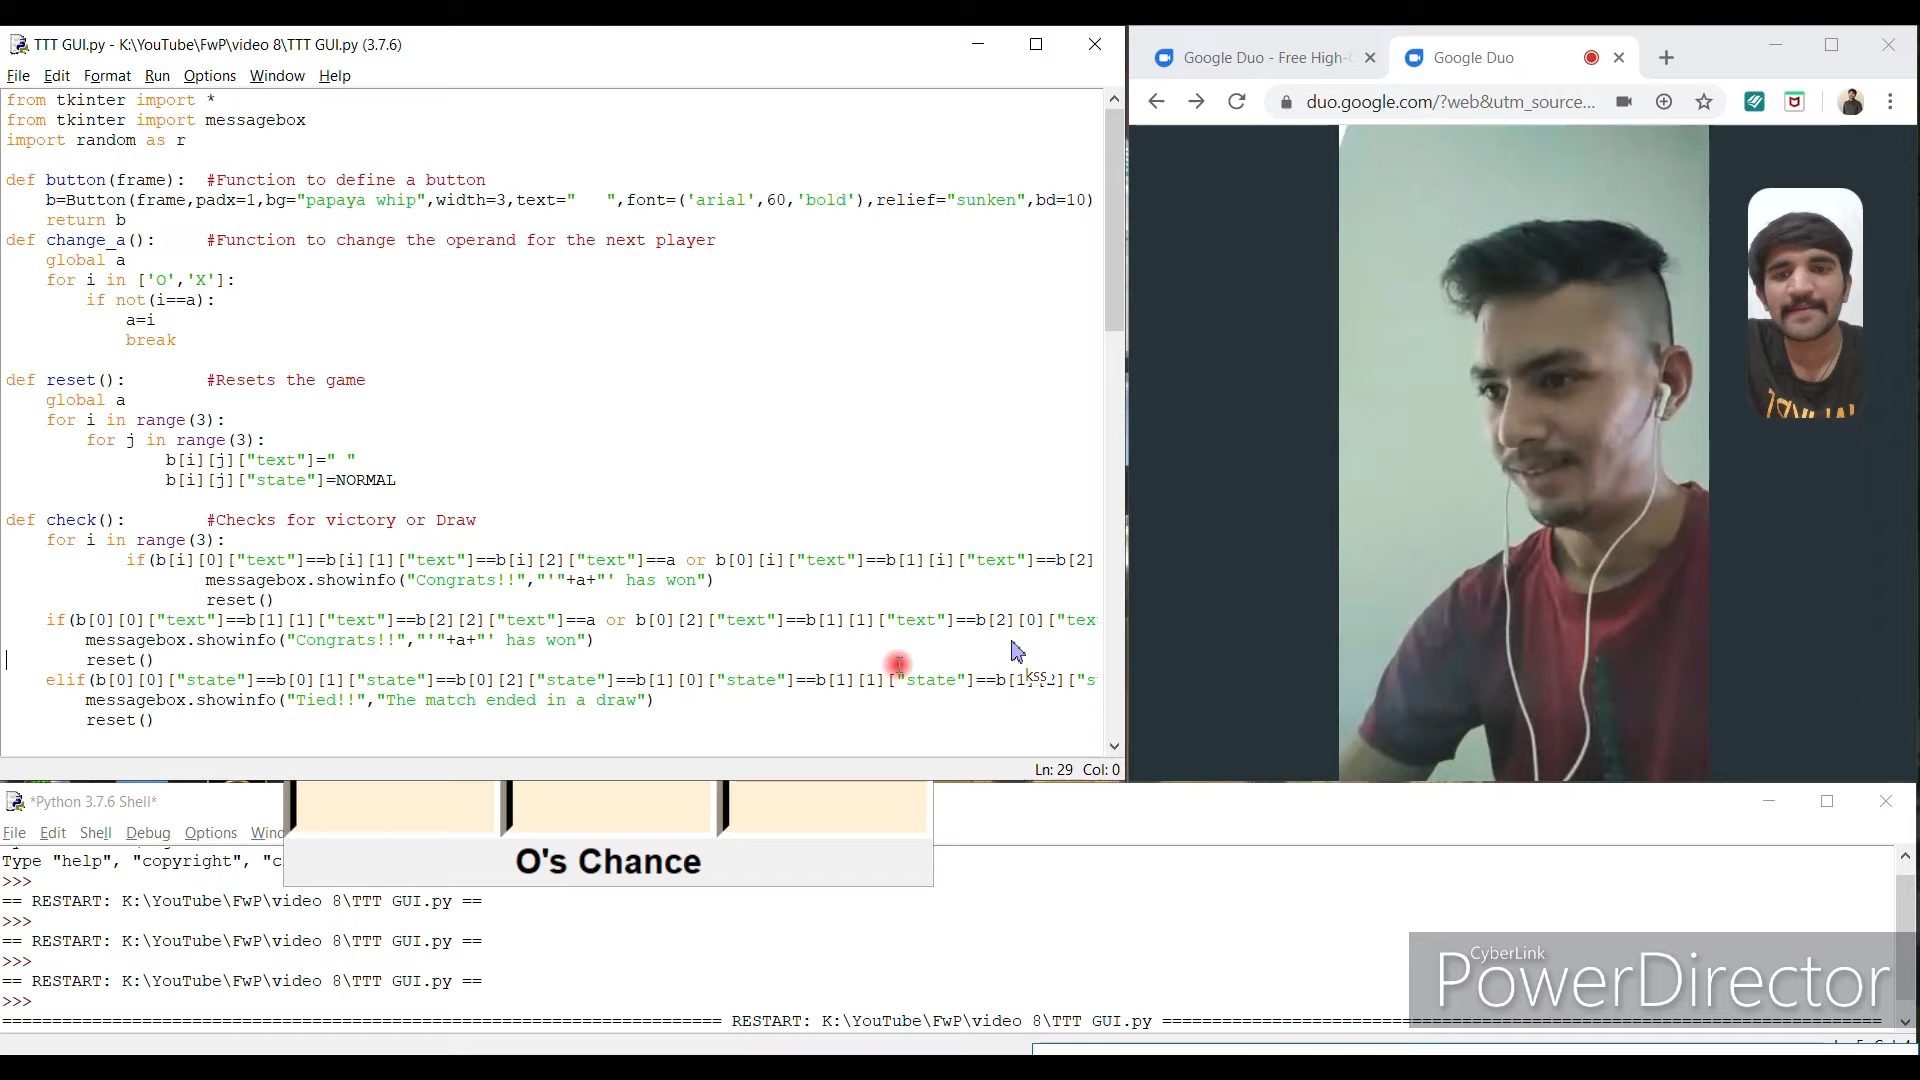 TTT GUI.py - K:\YouTube\FwP\video 8\TTT GUI.py (3.7.6)
File Edit Format Run Options Window Help
from tkinter import *
from tkinter import messagebox
import random as r
def button(frame):  #Function to define a button
    b=Button(frame,padx=1,bg="papaya whip",width=3,text="   ",font=('arial',60,'bold'),relief="sunken",bd=10)
    return b
def change_a():     #Function to change the operand for the next player
    global a
    for i in ['O','X']:
        if not(i==a):
            a=i
            break
def reset():        #Resets the game
    global a
    for i in range(3):
        for j in range(3):
                b[i][j]["text"]=" "
                b[i][j]["state"]=NORMAL
def check():        #Checks for victory or Draw
    for i in range(3):
            if(b[i][0]["text"]==b[i][1]["text"]==b[i][2]["text"]==a or b[0][i]["text"]==b[1][i]["text"]==b[2]
                    messagebox.showinfo("Congrats!!","'"+a+"' has won")
                    reset()
    if(b[0][0]["text"]==b[1][1]["text"]==b[2][2]["text"]==a or b[0][2]["text"]==b[1][1]["text"]==b[2][0]["tex
        messagebox.showinfo("Congrats!!","'"+a+"' has won")
        reset()
    elif(b[0][0]["state"]==b[0][1]["state"]==b[0][2]["state"]==b[1][0]["state"]==b[1][1]["state"]==b[1][2]["s
        messagebox.showinfo("Tied!!","The match ended in a draw")
        reset()
kss
Ln: 29 Col: 0
Google Duo - Free High-
Google Duo
duo.google.com/?web&utm_source...
*Python 3.7.6 Shell*
File Edit Shell Debug Options Wind
Type "help", "copyright", "c
>>>
== RESTART: K:\YouTube\FwP\video 8\TTT GUI.py ==
>>>
== RESTART: K:\YouTube\FwP\video 8\TTT GUI.py ==
>>>
== RESTART: K:\YouTube\FwP\video 8\TTT GUI.py ==
>>>
======================================================================== RESTART: K:\YouTube\FwP\video 8\TTT GUI.py ========================================================================
O's Chance
CyberLink
PowerDirector